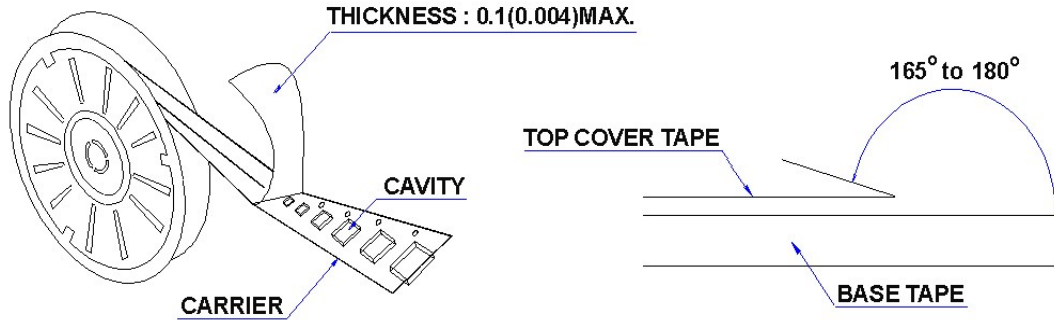 THICKNESS : 0.1(0.004)MAX.
CAVITY
CARRIER
165° to 180°
TOP COVER TAPE
BASE TAPE